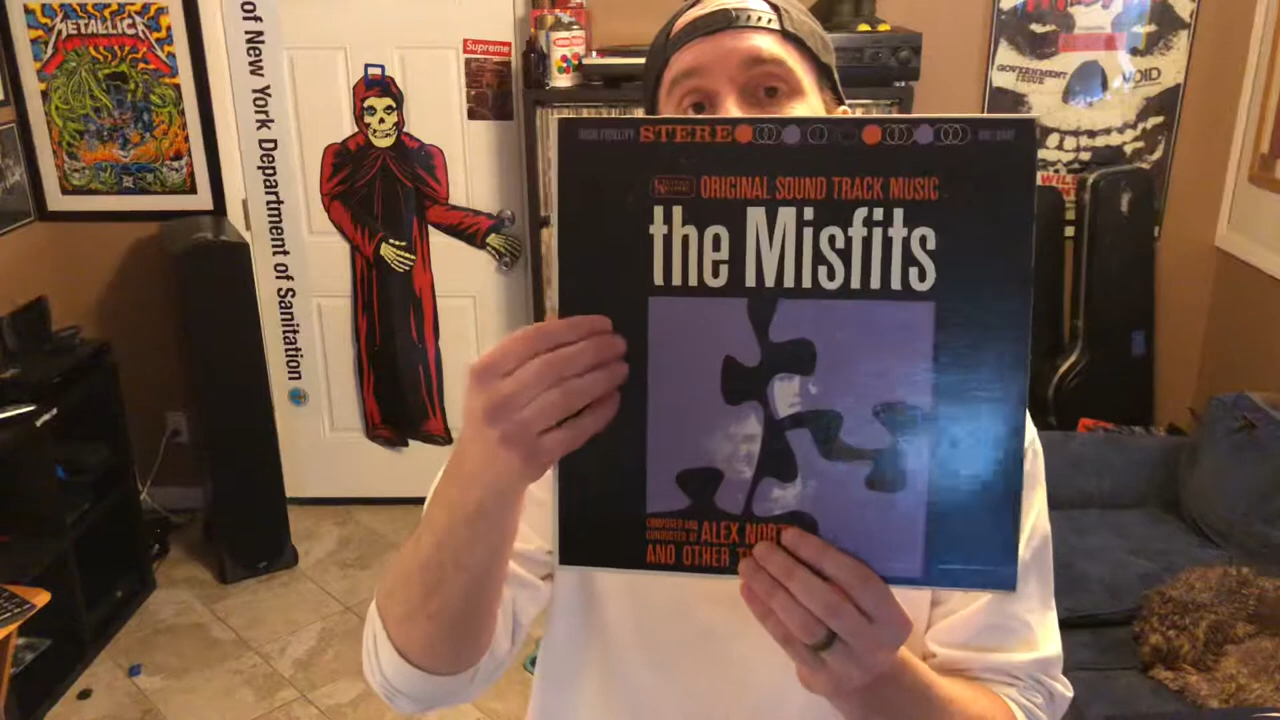 METALLICA
of New York Department of Sanitation
Supreme
GOVERNMENT
ISSUE
VOID
HIGH FIDELITY STEREO
ORIGINAL SOUND TRACK MUSIC
the Misfits
COMPOSED AND
CONDUCTED BY ALEX NORT
AND OTHER